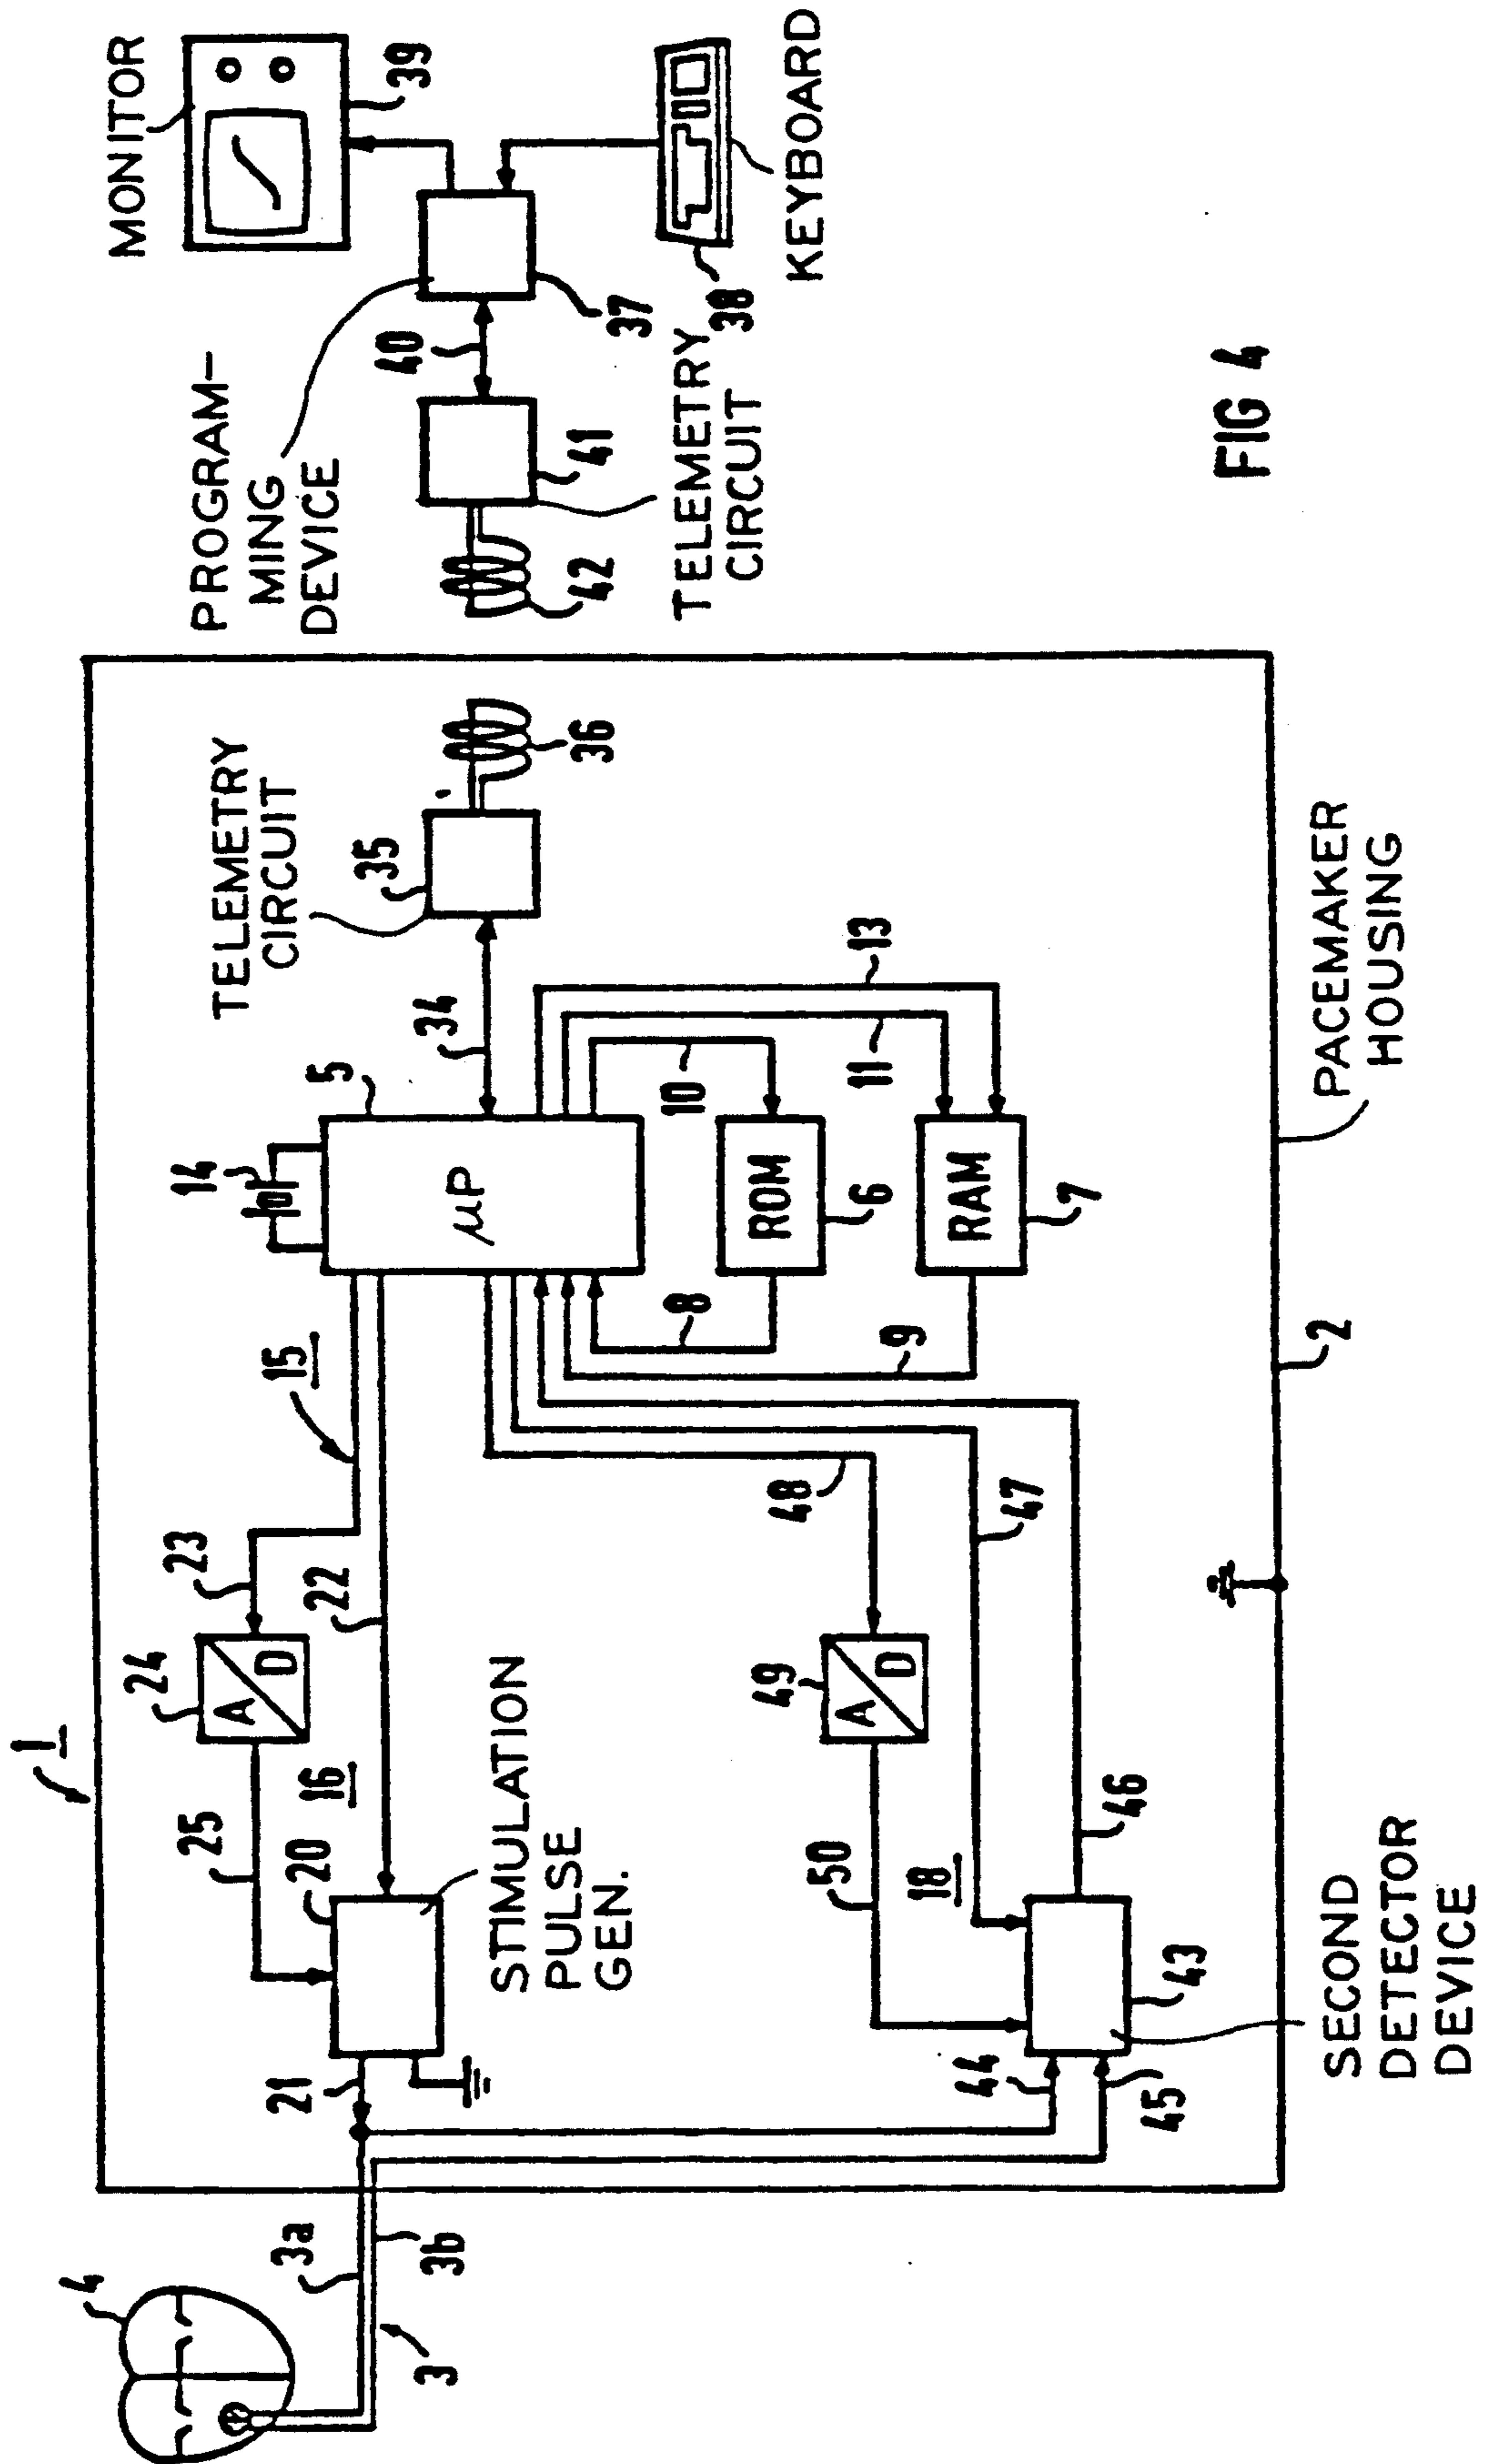 1
4
3a
3b
3
21
25
20
16
24
A
D
23
22
15
STIMULATION
PULSE
GEN.
14
5
μP
34
TELEMETRY
CIRCUIT
35
36
8
9
10
11
13
ROM
6
RAM
7
44
45
50
18
49
A
D
48
47
46
43
SECOND
DETECTOR
DEVICE
2
PACEMAKER
HOUSING
PROGRAM-
MING
DEVICE
42
41
40
TELEMETRY
CIRCUIT
37
MONITOR
39
38
KEYBOARD
FIG 4